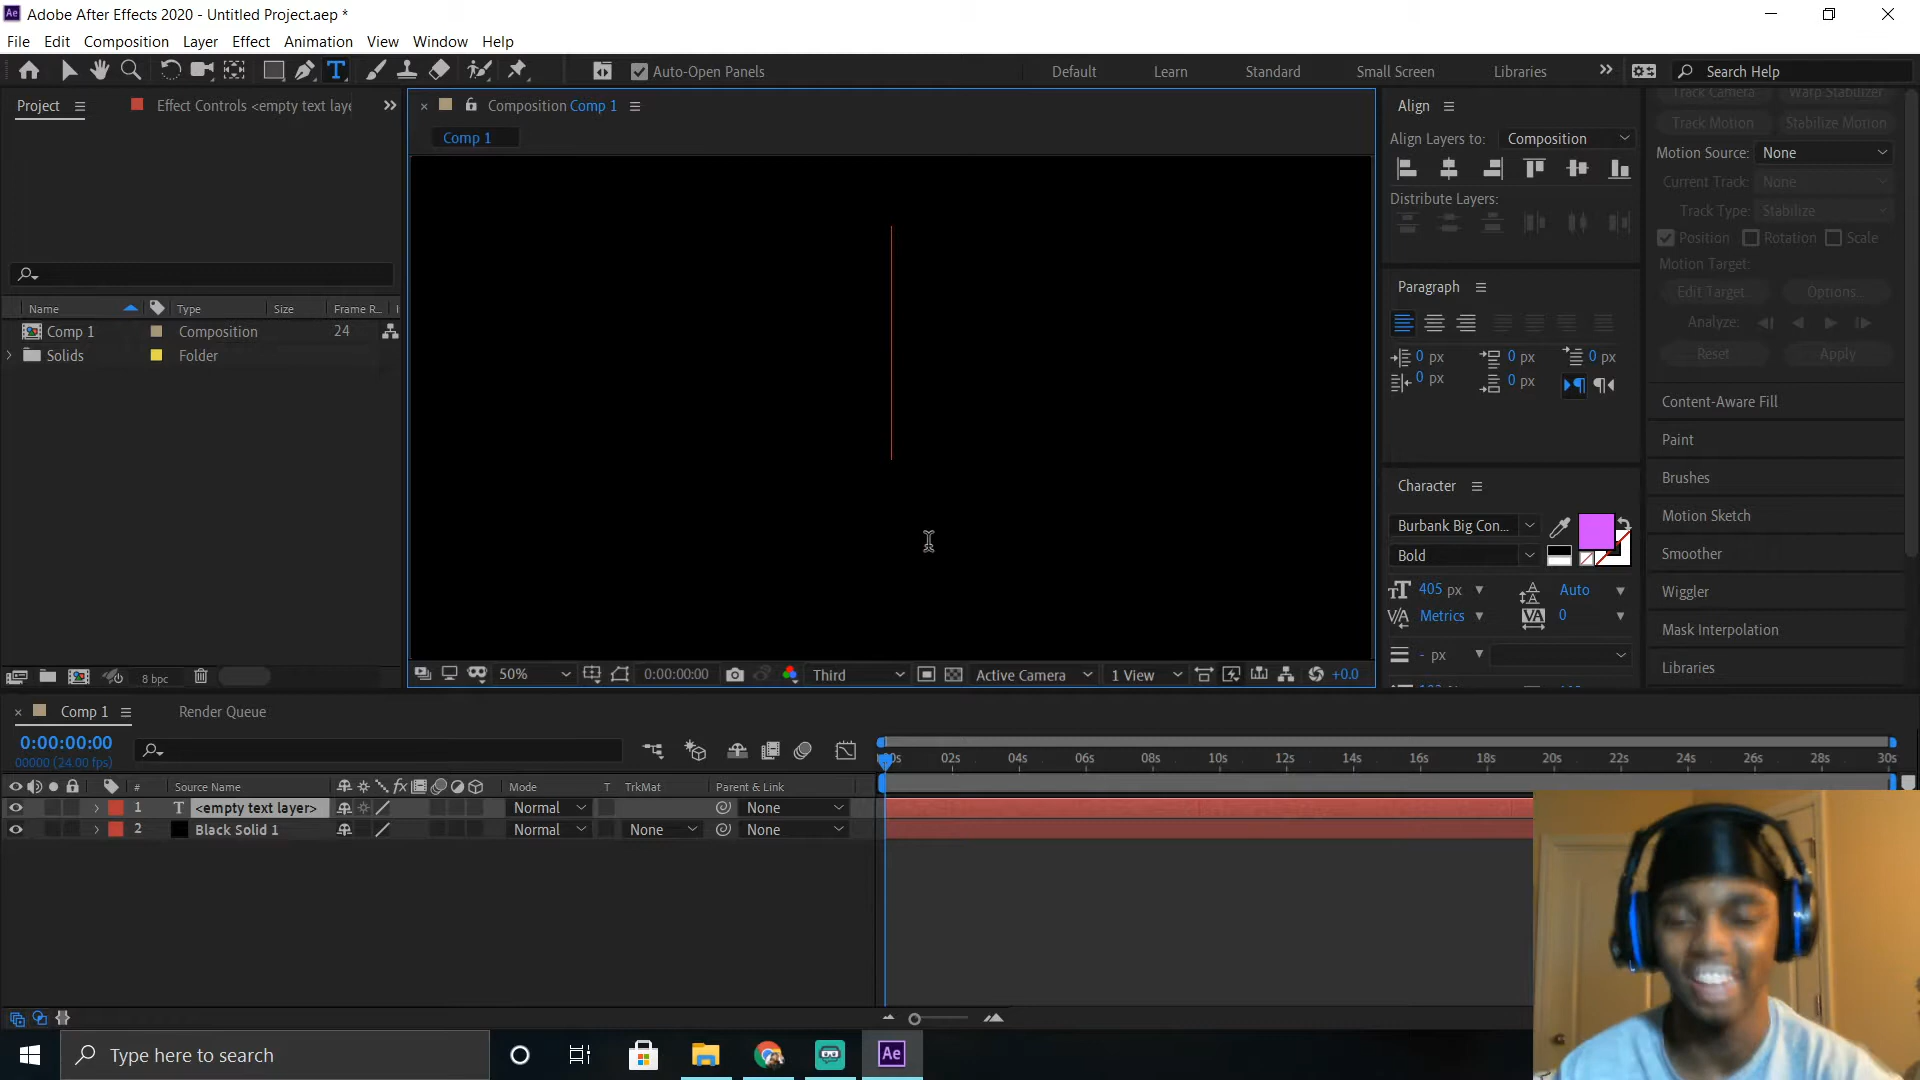 Adobe After Effects 2020 - Untitled Project.aep *
File Edit Composition Layer Effect Animation View Window Help
Auto-Open Panels Default Learn Standard Small Screen Libraries Search Help
Project Effect Controls <empty text laye
Composition Comp 1
Comp 1
Name Type Size Frame R...
Comp 1 Composition 24
Solids Folder
8 bpc
50% 0:00:00:00 Third Active Camera 1 View +0.0
Align
Align Layers to: Composition
Distribute Layers:
Paragraph
0 px 0 px 0 px
0 px 0 px
Character
Burbank Big Con...
Bold
405 px Auto
Metrics 0
- px
Track Camera Warp Stabilizer
Track Motion Stabilize Motion
Motion Source: None
Current Track: None
Track Type: Stabilize
Position Rotation Scale
Motion Target:
Edit Target... Options...
Analyze:
Reset Apply
Content-Aware Fill
Paint
Brushes
Motion Sketch
Smoother
Wiggler
Mask Interpolation
Libraries
Comp 1 Render Queue
0:00:00:00
00000 (24.00 fps)
# Source Name Mode T TrkMat Parent & Link
1 T <empty text layer> Normal None
2 Black Solid 1 Normal None None
02s 04s 06s 08s 10s 12s 14s 16s 18s 20s 22s 24s 26s 28s 30s
Type here to search
Ae